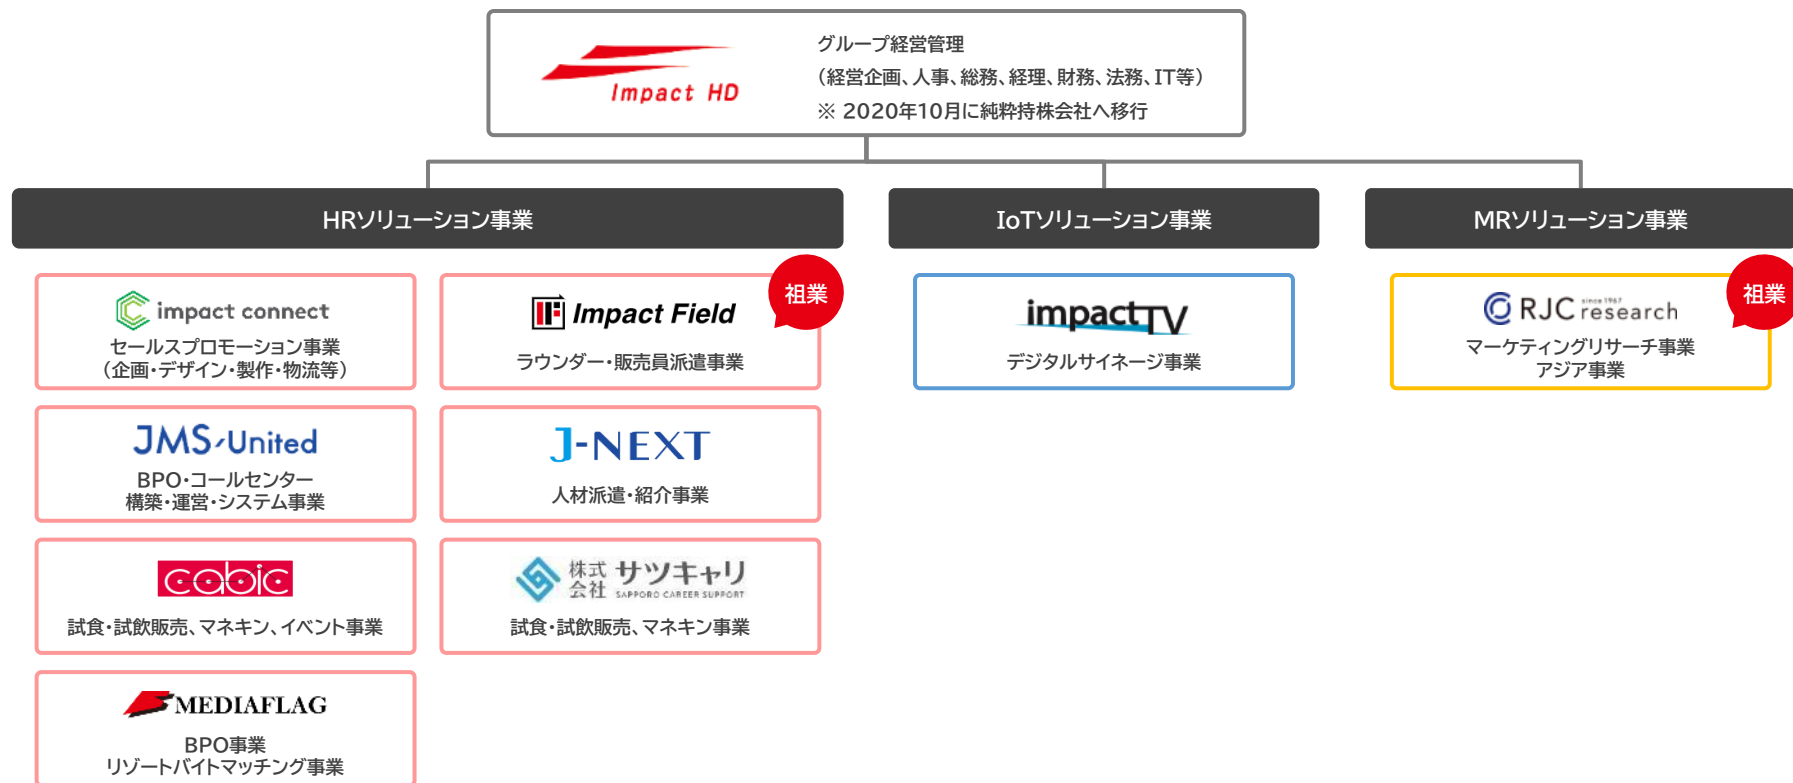 Impact HD
グループ経営管理
（経営企画、人事、総務、経理、財務、法務、IT等）
※ 2020年10月に純粋持株会社へ移行
HRソリューション事業
impact connect
セールスプロモーション事業
（企画・デザイン・製作・物流等）
祖業
IF Impact Field
ラウンダー・販売員派遣事業
JMS United
BPO・コールセンター
構築・運営・システム事業
J-NEXT
人材派遣・紹介事業
cabic
試食・試飲販売、マネキン、イベント事業
株式会社 サツキャリ
SAPPORO CAREER SUPPORT
試食・試飲販売、マネキン事業
MEDIAFLAG
BPO事業
リゾートバイトマッチング事業
IoTソリューション事業
impactTV
デジタルサイネージ事業
MRソリューション事業
祖業
RJC since 1967 research
マーケティングリサーチ事業
アジア事業